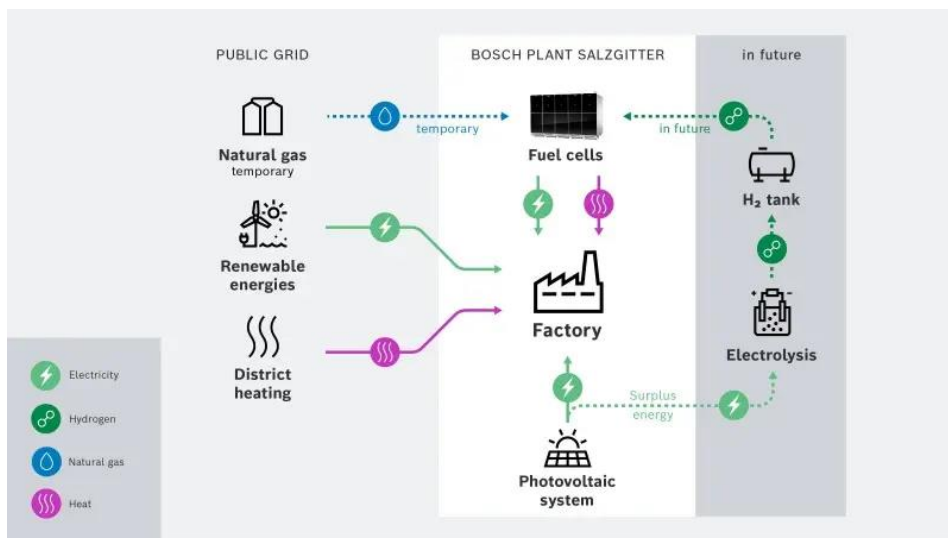 PUBLIC GRID
BOSCH PLANT SALZGITTER
in future
temporary
in future
Natural gas
temporary
Fuel cells
H₂ tank
Renewable
energies
Factory
District
heating
Electrolysis
Surplus
energy
Photovoltaic
system
Electricity
Hydrogen
Natural gas
Heat